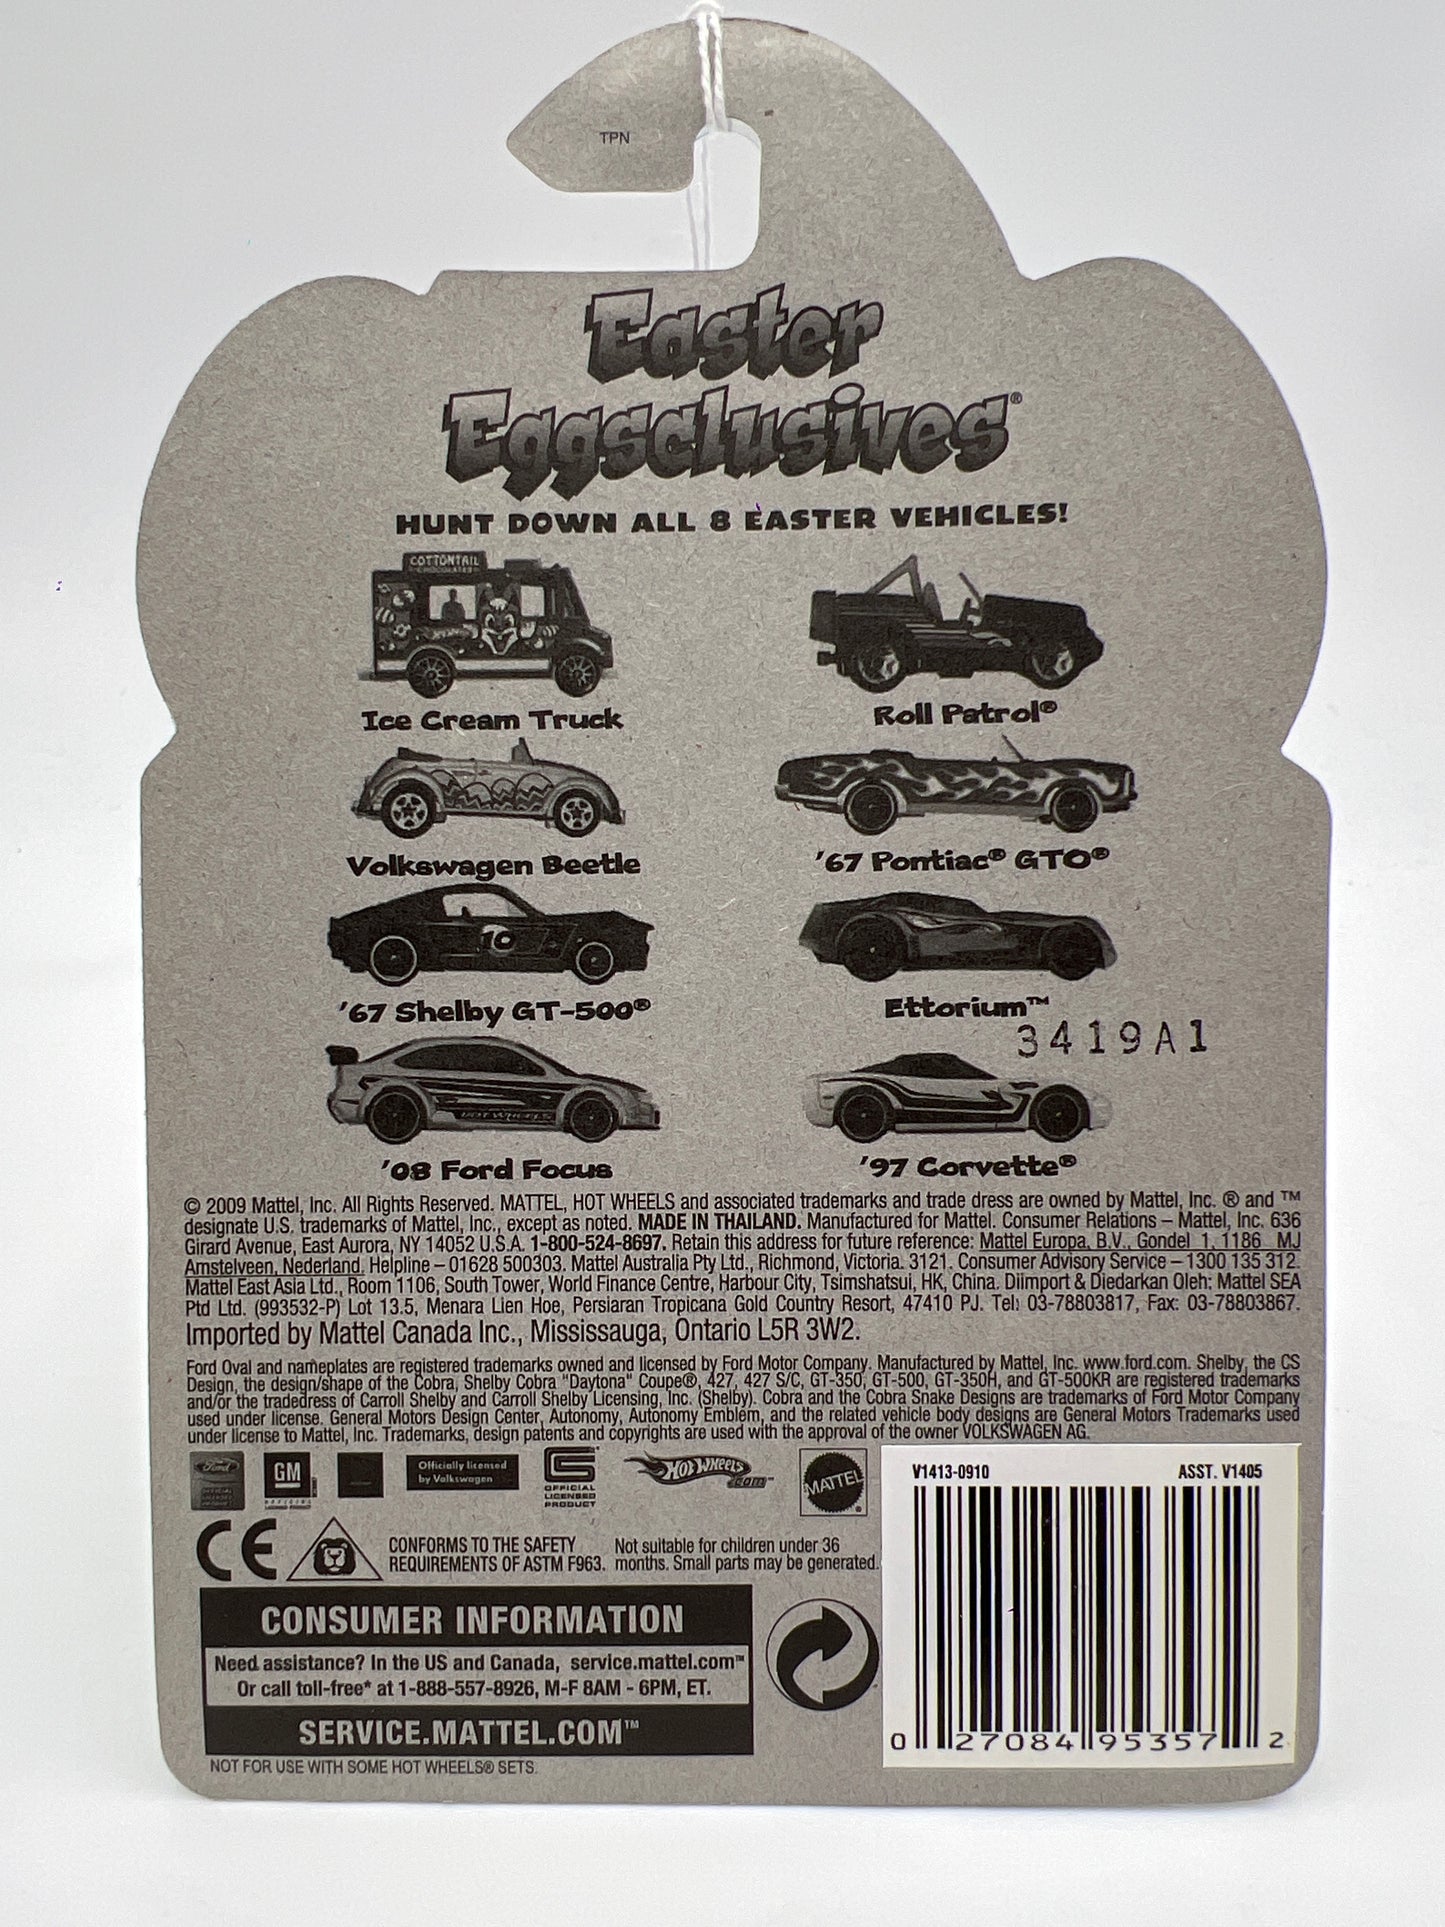 TPN
Easter
Eggsclusives®
HUNT DOWN ALL 8 EASTER VEHICLES!
COTTONTAIL
CHOCOLATES
Ice Cream Truck
Roll Patrol®
Volkswagen Beetle
'67 Pontiac® GTO®
10
'67 Shelby GT-500®
Ettorium™
3419A1
HOT WHEELS
'08 Ford Focus
'97 Corvette®
© 2009 Mattel, Inc. All Rights Reserved. MATTEL, HOT WHEELS and associated trademarks and trade dress are owned by Mattel, Inc. ® and ™
designate U.S. trademarks of Mattel, Inc., except as noted. MADE IN THAILAND. Manufactured for Mattel. Consumer Relations – Mattel, Inc. 636
Girard Avenue, East Aurora, NY 14052 U.S.A. 1-800-524-8697. Retain this address for future reference: Mattel Europa, B.V., Gondel 1, 1186 MJ
Amstelveen, Nederland. Helpline – 01628 500303. Mattel Australia Pty Ltd., Richmond, Victoria. 3121. Consumer Advisory Service – 1300 135 312.
Mattel East Asia Ltd., Room 1106, South Tower, World Finance Centre, Harbour City, Tsimshatsui, HK, China. Diimport & Diedarkan Oleh: Mattel SEA
Ptd Ltd. (993532-P) Lot 13.5, Menara Lien Hoe, Persiaran Tropicana Gold Country Resort, 47410 PJ. Tel: 03-78803817, Fax: 03-78803867.
Imported by Mattel Canada Inc., Mississauga, Ontario L5R 3W2.
Ford Oval and nameplates are registered trademarks owned and licensed by Ford Motor Company. Manufactured by Mattel, Inc. www.ford.com. Shelby, the CS
Design, the design/shape of the Cobra, Shelby Cobra "Daytona" Coupe®, 427, 427 S/C, GT-350, GT-500, GT-350H, and GT-500KR are registered trademarks
and/or the tradedress of Carroll Shelby and Carroll Shelby Licensing, Inc. (Shelby). Cobra and the Cobra Snake Designs are trademarks of Ford Motor Company
used under license. General Motors Design Center, Autonomy, Autonomy Emblem, and the related vehicle body designs are General Motors Trademarks used
under license to Mattel, Inc. Trademarks, design patents and copyrights are used with the approval of the owner VOLKSWAGEN AG.
Ford
GM
Officially licensed
by Volkswagen
CS
OFFICIAL
LICENSED
PRODUCT
HOT WHEELS
.com™
MATTEL®
V1413-0910
ASST. V1405
CE
CONFORMS TO THE SAFETY
REQUIREMENTS OF ASTM F963.
Not suitable for children under 36
months. Small parts may be generated.
CONSUMER INFORMATION
Need assistance? In the US and Canada, service.mattel.com™
Or call toll-free* at 1-888-557-8926, M-F 8AM - 6PM, ET.
SERVICE.MATTEL.COM™
NOT FOR USE WITH SOME HOT WHEELS® SETS.
0 27084 95357 2